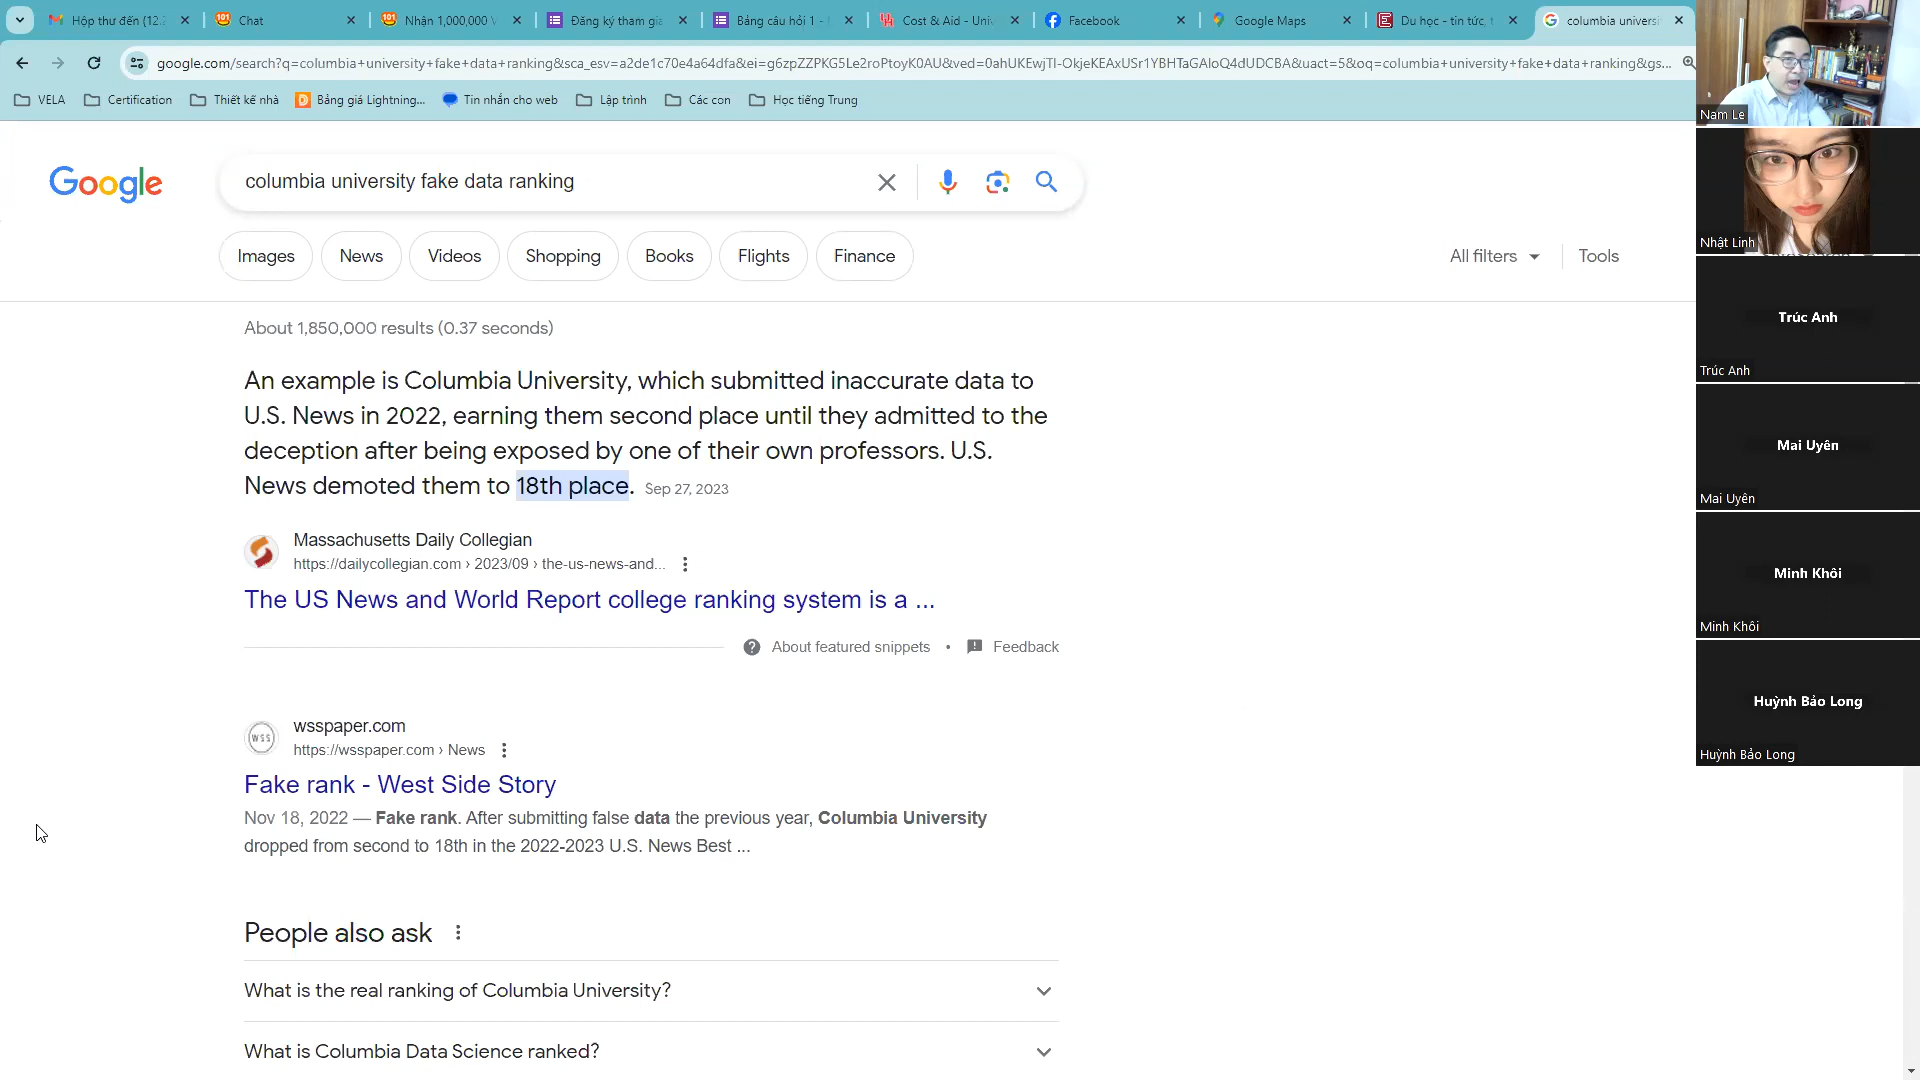 Hộp thư đến (12.
Chat
Nhận 1,000,000 V
Đăng ký tham gia
Bảng câu hỏi 1 -
Cost & Aid - Univ
Facebook
Google Maps
Du học - tin tức, t
columbia universi
google.com/search?q=columbia+university+fake+data+ranking&sca_esv=a2de1c70e4a64dfa&ei=g6zpZZPKG5Le2roPtoyK0AU&ved=0ahUKEwjTl-OkjeKEAxUSr1YBHTaGAloQ4dUDCBA&uact=5&oq=columbia+university+fake+data+ranking&gs...
VELA
Certification
Thiết kế nhà
Bảng giá Lightning...
Tin nhắn cho web
Lập trình
Các con
Học tiếng Trung
Google
columbia university fake data ranking
Images
News
Videos
Shopping
Books
Flights
Finance
All filters
Tools
About 1,850,000 results (0.37 seconds)
An example is Columbia University, which submitted inaccurate data to
U.S. News in 2022, earning them second place until they admitted to the
deception after being exposed by one of their own professors. U.S.
News demoted them to 18th place. Sep 27, 2023
Massachusetts Daily Collegian
https://dailycollegian.com › 2023/09 › the-us-news-and...
The US News and World Report college ranking system is a ...
About featured snippets • Feedback
WSS
wsspaper.com
https://wsspaper.com › News
Fake rank - West Side Story
Nov 18, 2022 — Fake rank. After submitting false data the previous year, Columbia University
dropped from second to 18th in the 2022-2023 U.S. News Best ...
People also ask
What is the real ranking of Columbia University?
What is Columbia Data Science ranked?
Nam Le
Nhật Linh
Trúc Anh
Trúc Anh
Mai Uyên
Mai Uyên
Minh Khôi
Minh Khôi
Huỳnh Bảo Long
Huỳnh Bảo Long